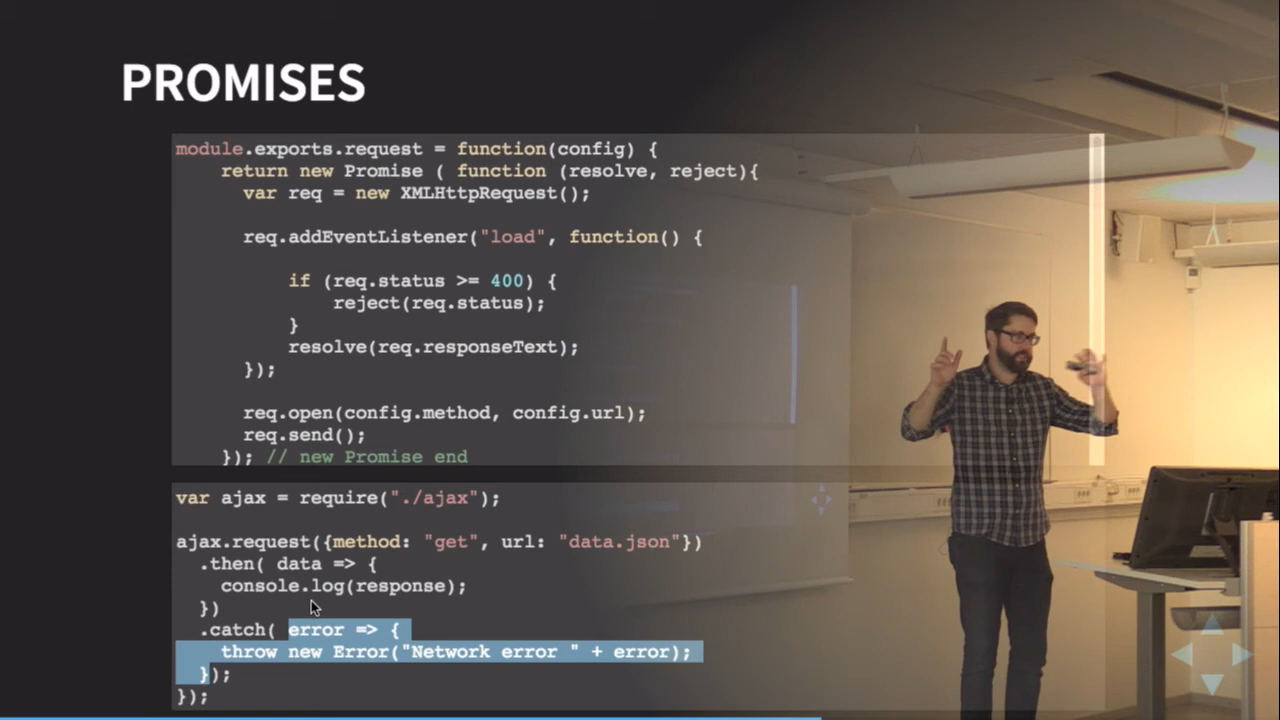 PROMISES
module.exports.request = function(config) {
return new Promise ( function (resolve, reject){
var req = new XMLHttpRequest();
req.addEventListener("load", function() {
if (req.status >= 400) {
reject(req.status);
}
resolve(req.responseText);
});
req.open(config.method, config.url);
req.send();
}); // new Promise end
var ajax = require("./ajax");
ajax.request({method: "get", url: "data.json"})
.then( data => {
console.log(response);
})
.catch( error => {
throw new Error("Network error " + error);
});
});